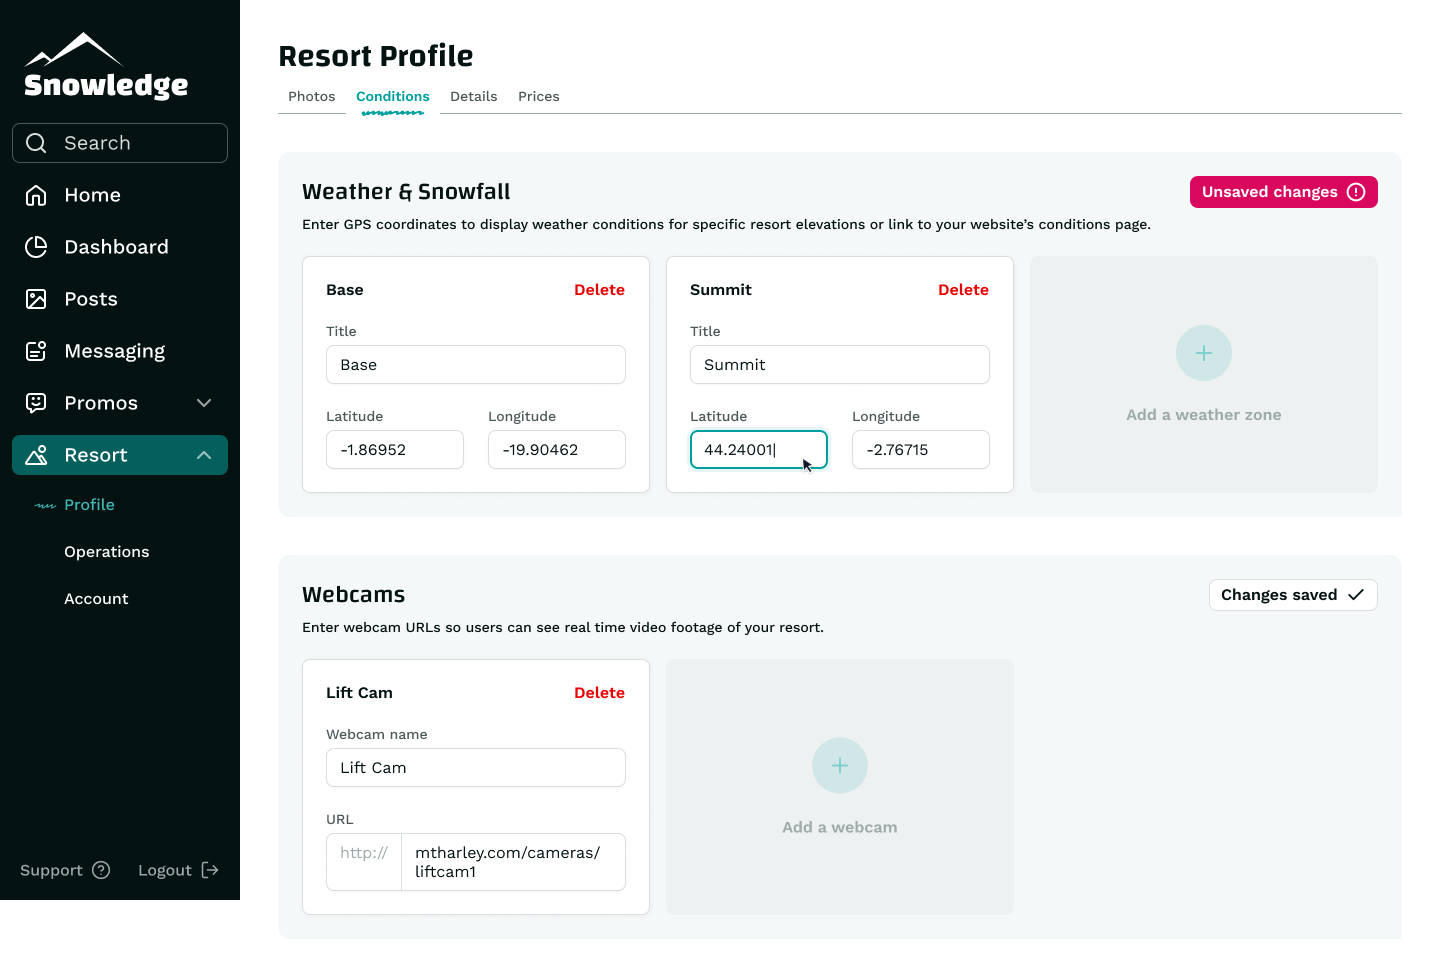 Snowledge
Search
Home
Dashboard
Posts
Messaging
Promos
Resort
Profile
Operations
Account
Support
Logout
Resort Profile
Photos
Conditions
Details
Prices
Weather & Snowfall
Unsaved changes
Enter GPS coordinates to display weather conditions for specific resort elevations or link to your website’s conditions page.
Base
Delete
Title
Base
Latitude
Longitude
-1.86952
-19.90462
Summit
Delete
Title
Summit
Latitude
Longitude
44.24001
-2.76715
Add a weather zone
Webcams
Changes saved
Enter webcam URLs so users can see real time video footage of your resort.
Lift Cam
Delete
Webcam name
Lift Cam
URL
http://
mtharley.com/cameras/
liftcam1
Add a webcam